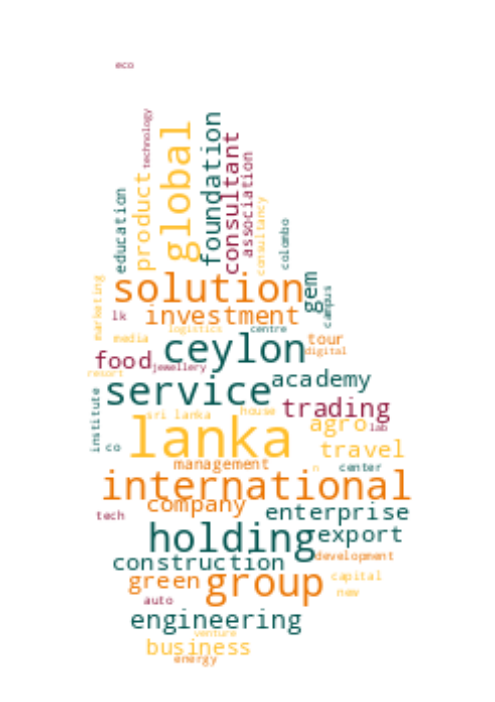 eco
technology
global
foundation
consultant
association
product
education
consultancy
colombo
solution
gem
campus
marketing
lk
investment
logistics
centre
media
ceylon
tour
digital
food
jewellery
resort
service
academy
institute
sri lanka
house
trading
agro
lab
co
lanka
travel
management
n
center
international
company
enterprise
tech
holding
export
development
construction
green
group
capital
new
auto
engineering
venture
business
energy